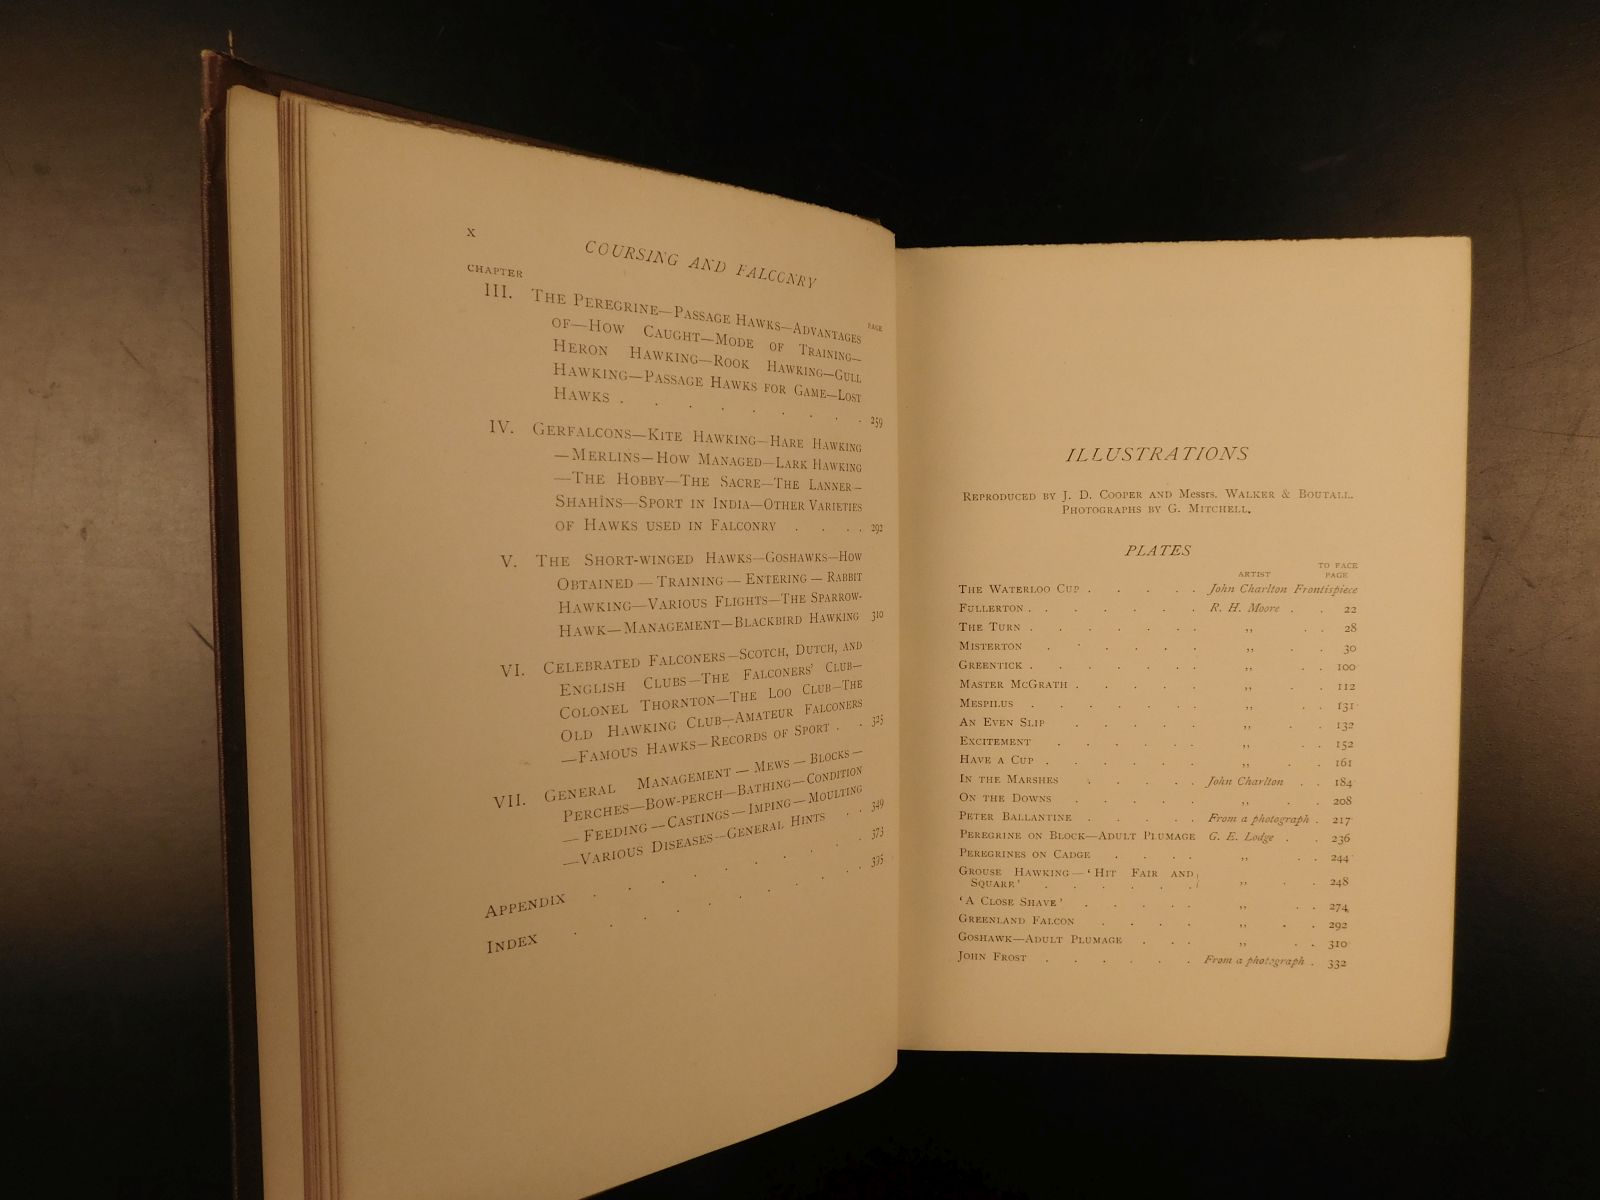 x
COURSING AND FALCONRY
CHAPTER
PAGE
III. THE PEREGRINE—PASSAGE HAWKS—ADVANTAGES
OF—HOW CAUGHT—MODE OF TRAINING—
HERON HAWKING—ROOK HAWKING—GULL
HAWKING—PASSAGE HAWKS FOR GAME—LOST
HAWKS . . . . . . . . 259
IV. GERFALCONS—KITE HAWKING—HARE HAWKING
—MERLINS—HOW MANAGED—LARK HAWKING
—THE HOBBY—THE SACRE—THE LANNER—
SHAHÎNS—SPORT IN INDIA—OTHER VARIETIES
OF HAWKS USED IN FALCONRY . . . . 292
V. THE SHORT-WINGED HAWKS—GOSHAWKS—HOW
OBTAINED — TRAINING — ENTERING — RABBIT
HAWKING—VARIOUS FLIGHTS—THE SPARROW-
HAWK—MANAGEMENT—BLACKBIRD HAWKING 310
VI. CELEBRATED FALCONERS—SCOTCH, DUTCH, AND
ENGLISH CLUBS—THE FALCONERS' CLUB—
COLONEL THORNTON—THE LOO CLUB—THE
OLD HAWKING CLUB—AMATEUR FALCONERS
—FAMOUS HAWKS—RECORDS OF SPORT . . 325
VII. GENERAL MANAGEMENT — MEWS — BLOCKS —
PERCHES—BOW-PERCH—BATHING—CONDITION
— FEEDING — CASTINGS — IMPING — MOULTING
—VARIOUS DISEASES—GENERAL HINTS . . 349
APPENDIX . . . . . . . . 373
INDEX . . . . . . . . 395
ILLUSTRATIONS
REPRODUCED BY J. D. COOPER AND MESSRS. WALKER & BOUTALL.
PHOTOGRAPHS BY G. MITCHELL.
PLATES
ARTIST TO FACE PAGE
THE WATERLOO CUP . . . . . John Charlton Frontispiece
FULLERTON . . . . . . . R. H. Moore . . 22
THE TURN . . . . . . . ,, . . 28
MISTERTON . . . . . . ,, . . 30
GREENTICK . . . . . . . ,, . . 100
MASTER MCGRATH . . . . . ,, . . 112
MESPILUS . . . . . . ,, . . 131
AN EVEN SLIP . . . . . ,, . . 132
EXCITEMENT . . . . . ,, . . 152
HAVE A CUP . . . . . . ,, . . 161
IN THE MARSHES . . . . . John Charlton . . 184
ON THE DOWNS . . . . . ,, . . 208
PETER BALLANTINE . . . . . From a photograph . 217
PEREGRINE ON BLOCK—ADULT PLUMAGE G. E. Lodge . . 236
PEREGRINES ON CADGE . . . . ,, . . 244
GROUSE HAWKING—'HIT FAIR AND
SQUARE' . . . . . . ,, . . 248
'A CLOSE SHAVE' . . . . . ,, . . 274
GREENLAND FALCON . . . . ,, . . 292
GOSHAWK—ADULT PLUMAGE . . . ,, . . 310
JOHN FROST . . . . . . From a photograph . 332